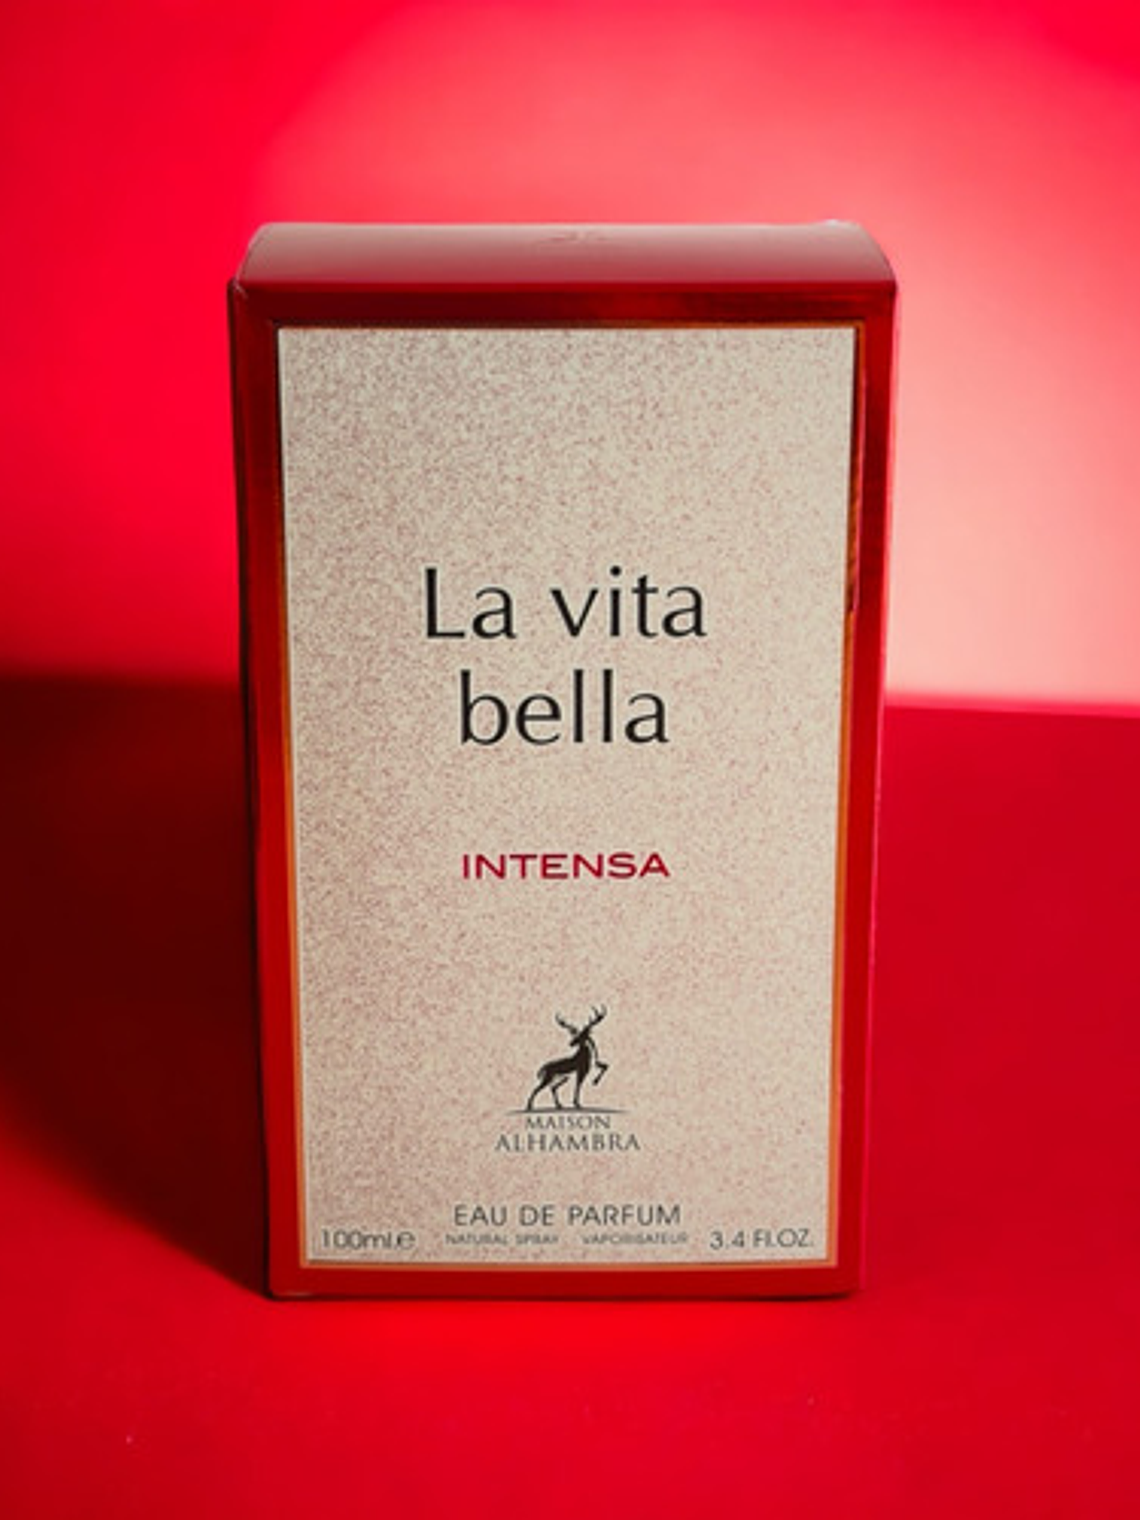 La vita
bella
INTENSA
MAISON
ALHAMBRA
EAU DE PARFUM
100ml.e NATURAL SPRAY VAPORISATEUR 3.4 Fl.OZ.